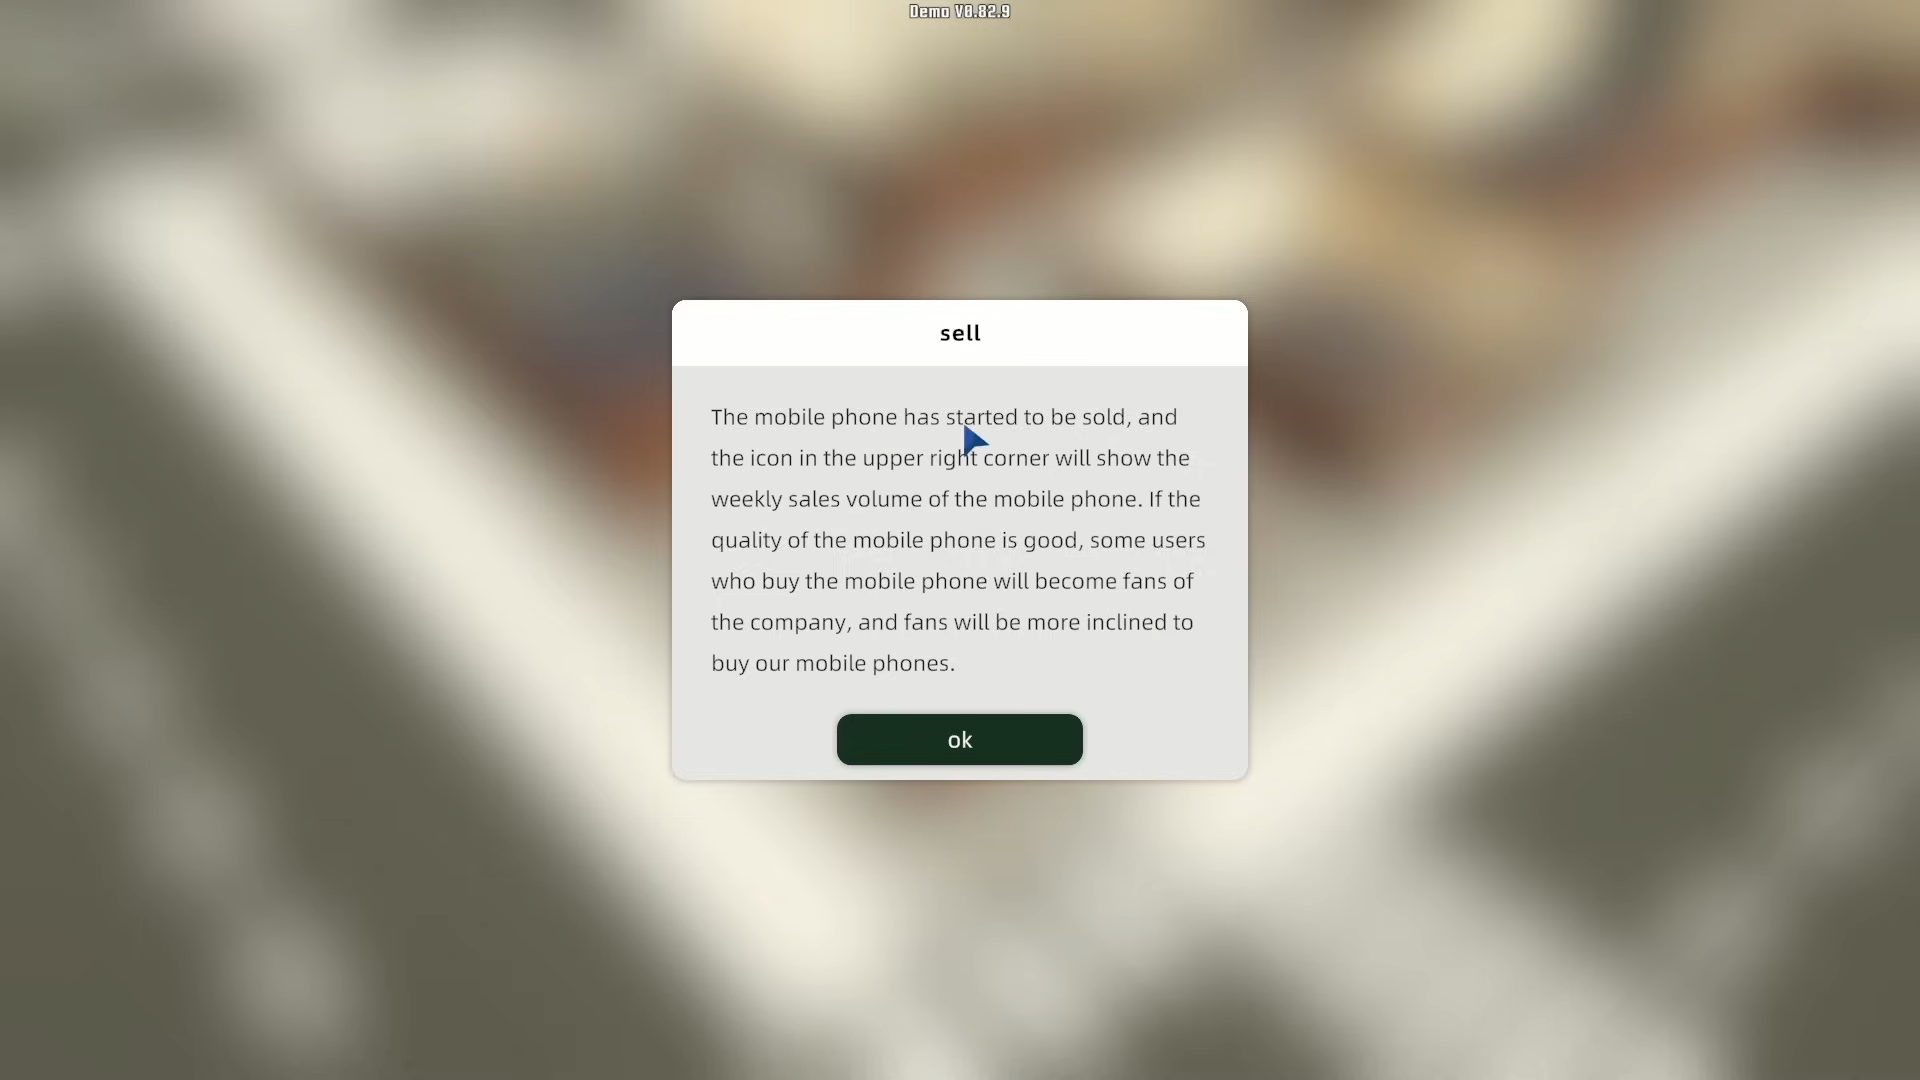 Demo V0.82.9
sell
The mobile phone has started to be sold, and
the icon in the upper right corner will show the
weekly sales volume of the mobile phone. If the
quality of the mobile phone is good, some users
who buy the mobile phone will become fans of
the company, and fans will be more inclined to
buy our mobile phones.
ok